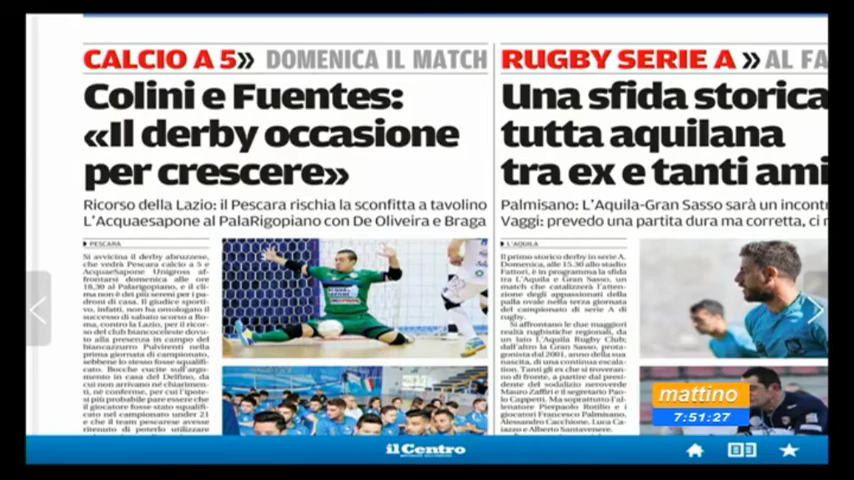 CALCIO A 5» DOMENICA IL MATCH
Colini e Fuentes:
«Il derby occasione
per crescere»
Ricorso della Lazio: il Pescara rischia la sconfitta a tavolino
L'Acquaesapone al PalaRigopiano con De Oliveira e Braga
PESCARA
Si avvicina il derby abruzzese,
che vedrà Pescara calcio a 5 e
AcquaeSapone Unigross af-
frontarsi domenica alle ore
18,30 al Palarigopiano, e il cli-
ma non è dei più sereni per i pa-
droni di casa. Il giudice sporti-
vo, infatti, non ha omologato il
successo di sabato scorso a Ro-
ma, contro la Lazio, per il ricor-
so del club biancoceleste dovu-
to alla presenza in campo del
biancazzurro Pulvirenti nella
prima giornata di campionato,
sebbene lo stesso fosse squalifi-
cato. Bocche cucite sull'argo-
mento in casa del Delfino, da
cui non arrivano né chiarimen-
ti, né conferme, per cui l'ipote-
si più probabile pare essere che
il giocatore fosse stato squalifi-
cato nel campionato under 21
e che il team pescarese avesse
ritenuto di poterlo utilizzare
RUGBY SERIE A » AL FA
Una sfida storica
tutta aquilana
tra ex e tanti ami
Palmisano: L'Aquila-Gran Sasso sarà un incontr
Vaggi: prevedo una partita dura ma corretta, ci r
L'AQUILA
Il primo storico derby in serie A.
Domenica, alle 15.30 allo stadio
Fattori, è in programma la sfida
tra L'Aquila e Gran Sasso, un
match che catalizzerà l'atten-
zione degli appassionati della
palla ovale nella terza giornata
del campionato di serie A di
rugby.
Si affrontano le due maggiori
realtà rugbistiche regionali, da
un lato L'Aquila Rugby Club;
dall'altro la Gran Sasso, prota-
gonista dal 2001, anno della sua
nascita, di una continua escala-
tion. Tanti gli ex che si troveran-
no di fronte, a partire dal presi-
dente del sodalizio neroverde
Mauro Zaffiri e il segretario Pao-
lo Cappetti. Ma soprattutto l'al-
lenatore Pierpaolo Rotilio e i
giocatori Francesco Palmisano,
Alessandro Cacchione, Luca Ca-
iazzo e Alberto Santavenere.
mattino
7:51:27
il Centro